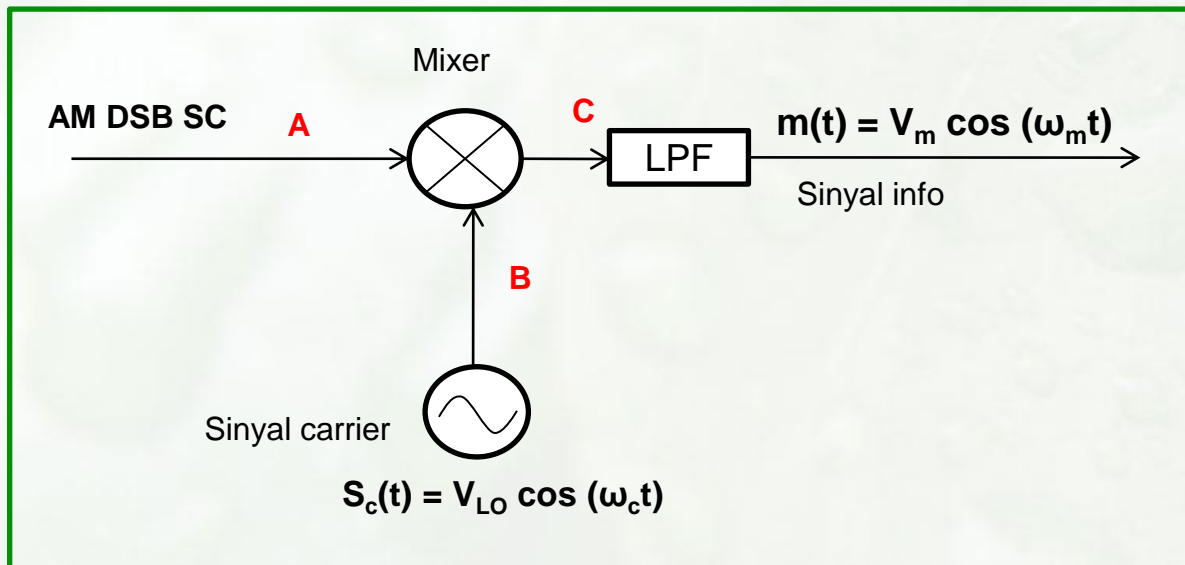 Mixer
AM DSB SC
A
C
LPF
m(t) = Vm cos (ωmt)
Sinyal info
B
Sinyal carrier
Sc(t) = VLO cos (ωct)